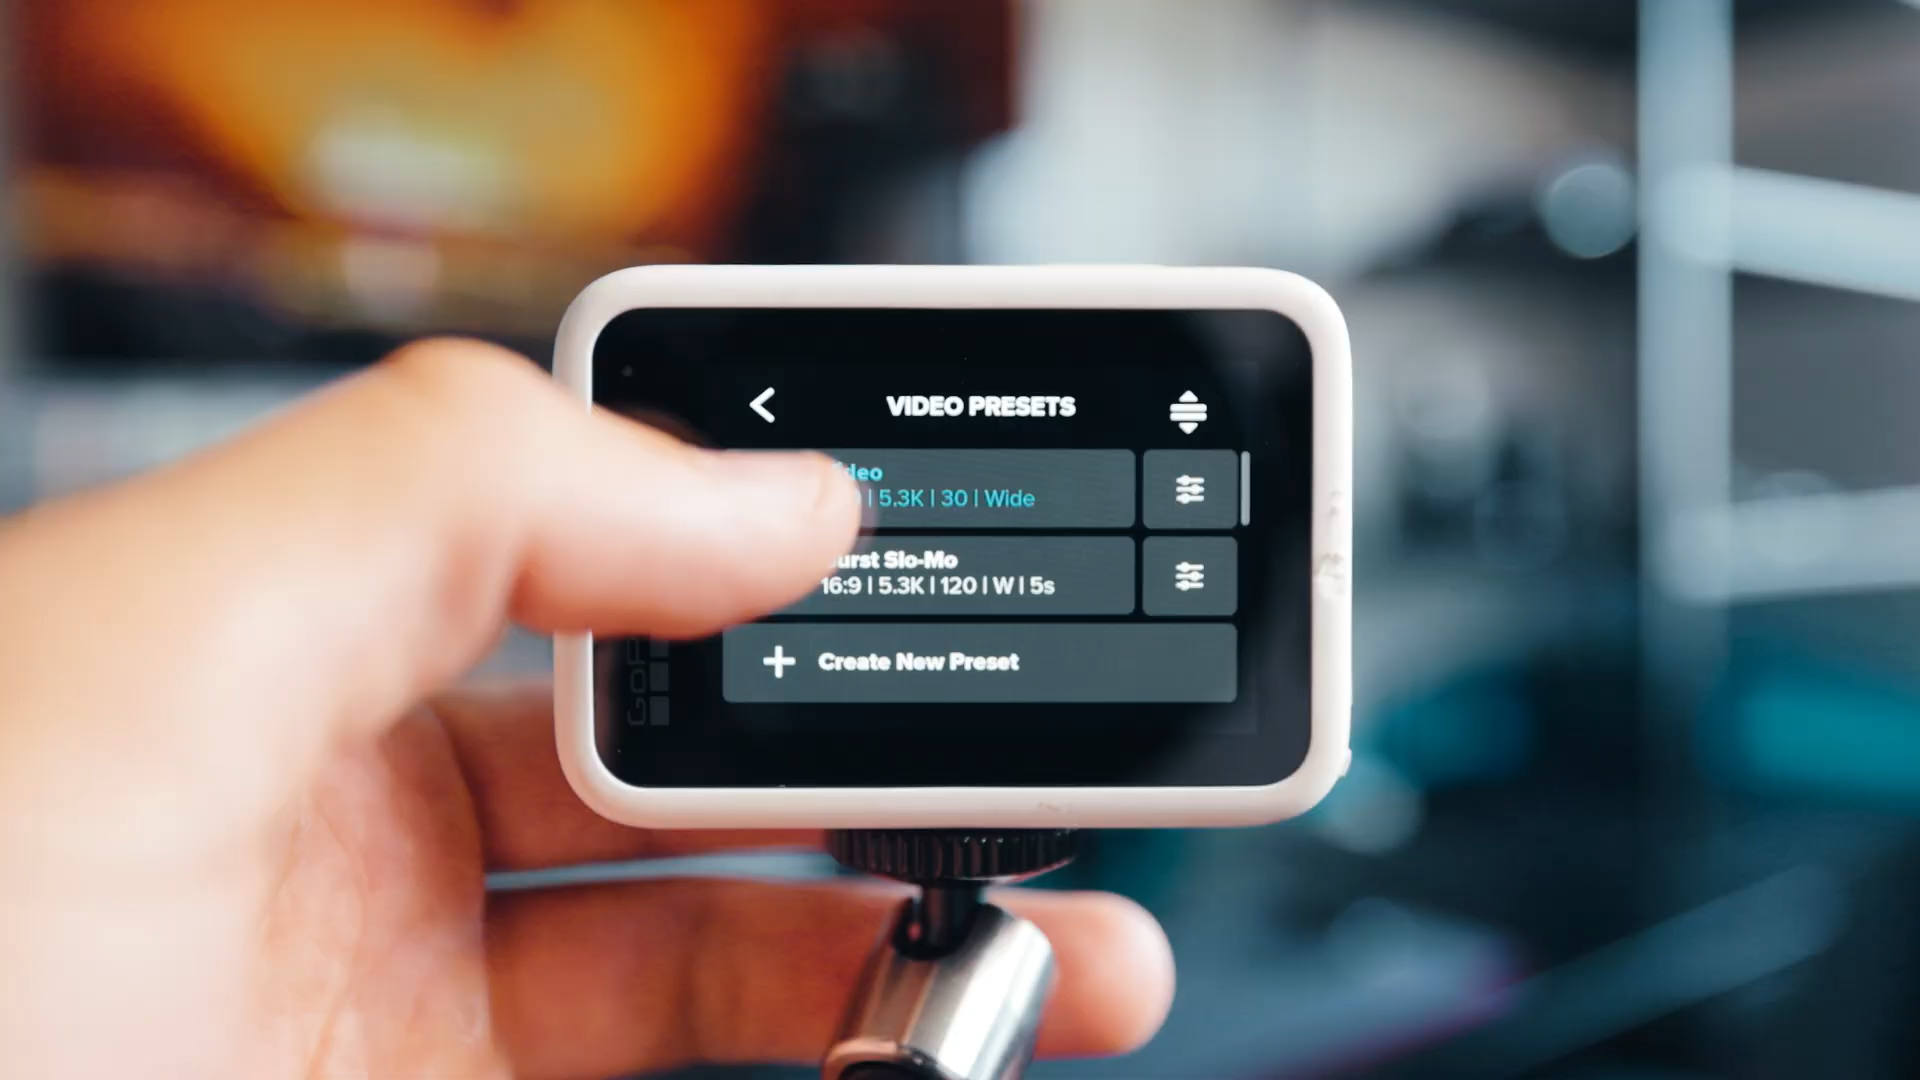 VIDEO PRESETS
| 5.3K | 30 | Wide
Slo-Mo
16:9 | 5.3K | 120 | W | 5s
Create New Preset